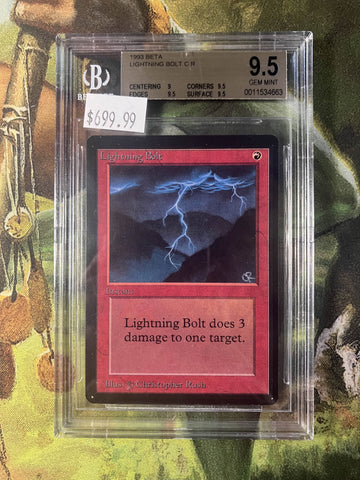 1993 BETA
LIGHTNING BOLT C R
CENTERING 9 CORNERS 9.5
EDGES 9.5 SURFACE 9.5
9.5
GEM MINT
0011534663
B
$699.99
Lightning Bolt
Instant
Lightning Bolt does 3
damage to one target.
Illus. © Christopher Rush